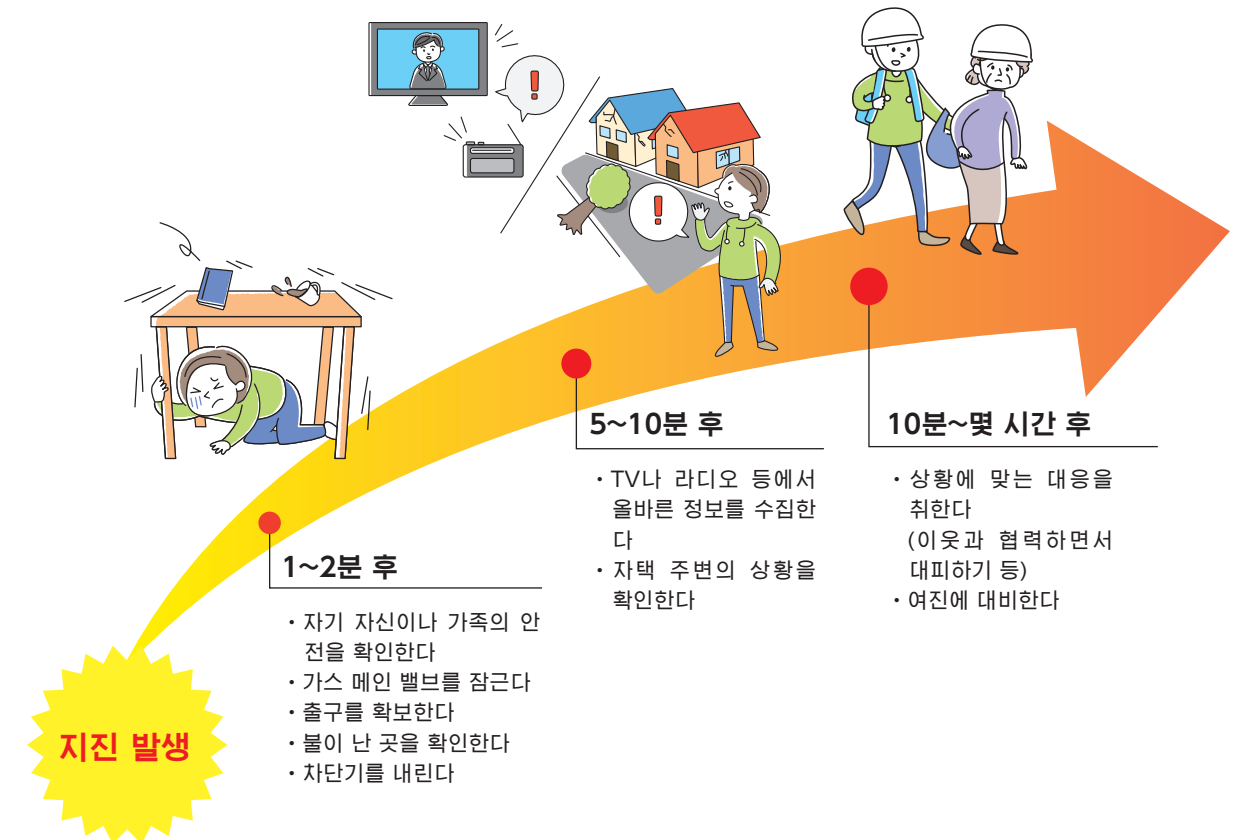 지진 발생
1~2분 후
・자기 자신이나 가족의 안
전을 확인한다
・가스 메인 밸브를 잠근다
・출구를 확보한다
・불이 난 곳을 확인한다
・차단기를 내린다
5~10분 후
・TV나 라디오 등에서
올바른 정보를 수집한
다
・자택 주변의 상황을
확인한다
10분~몇 시간 후
・상황에 맞는 대응을
취한다
(이웃과 협력하면서
대피하기 등)
・여진에 대비한다